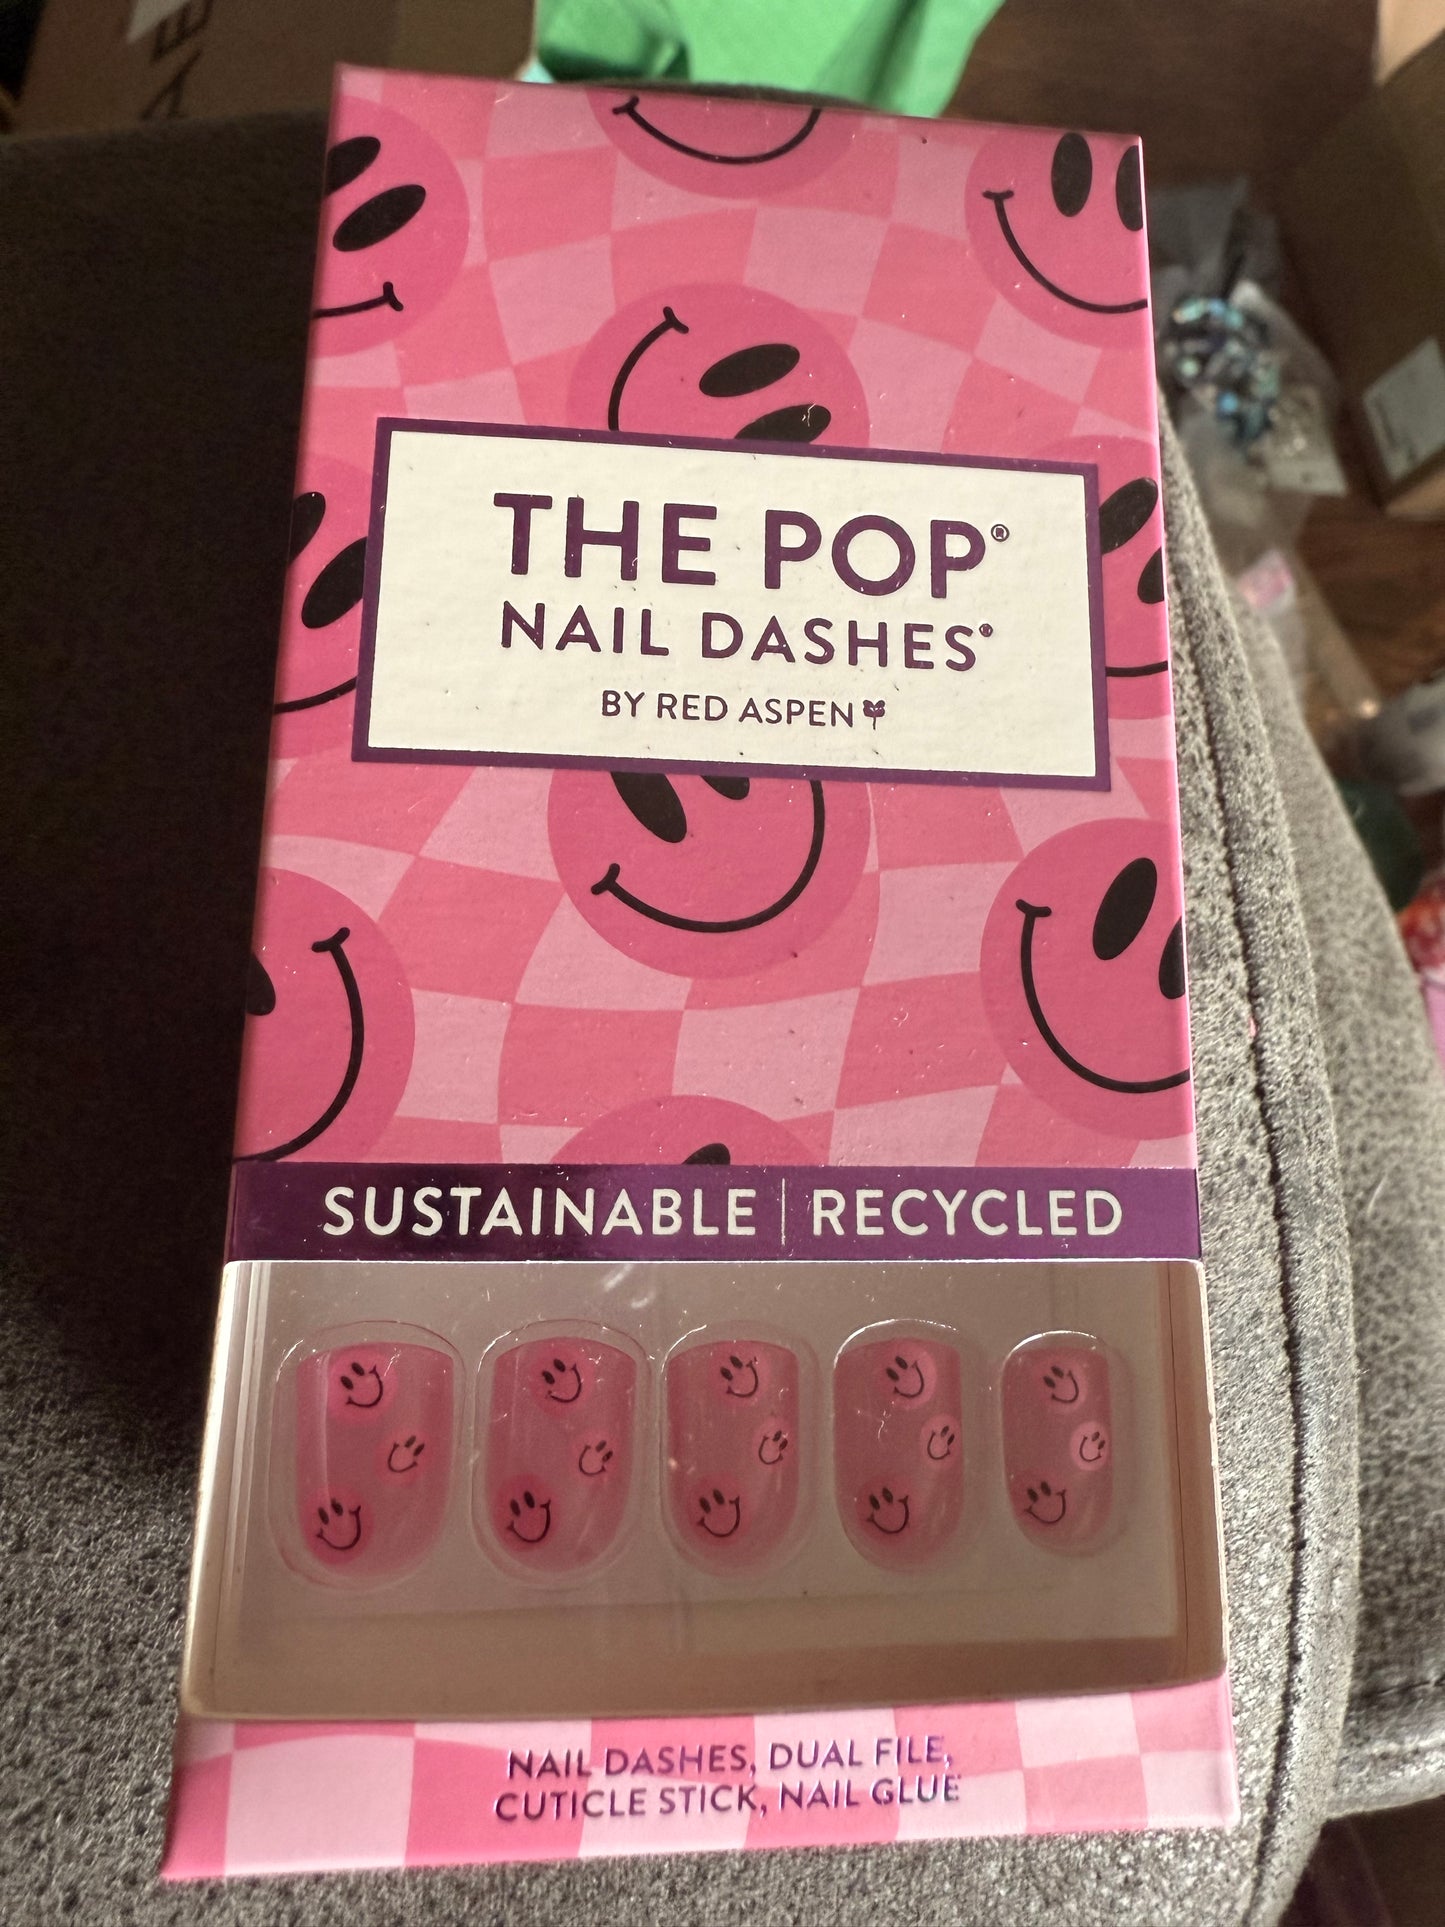 THE POP®
NAIL DASHES®
BY RED ASPEN
SUSTAINABLE | RECYCLED
NAIL DASHES, DUAL FILE,
CUTICLE STICK, NAIL GLUE